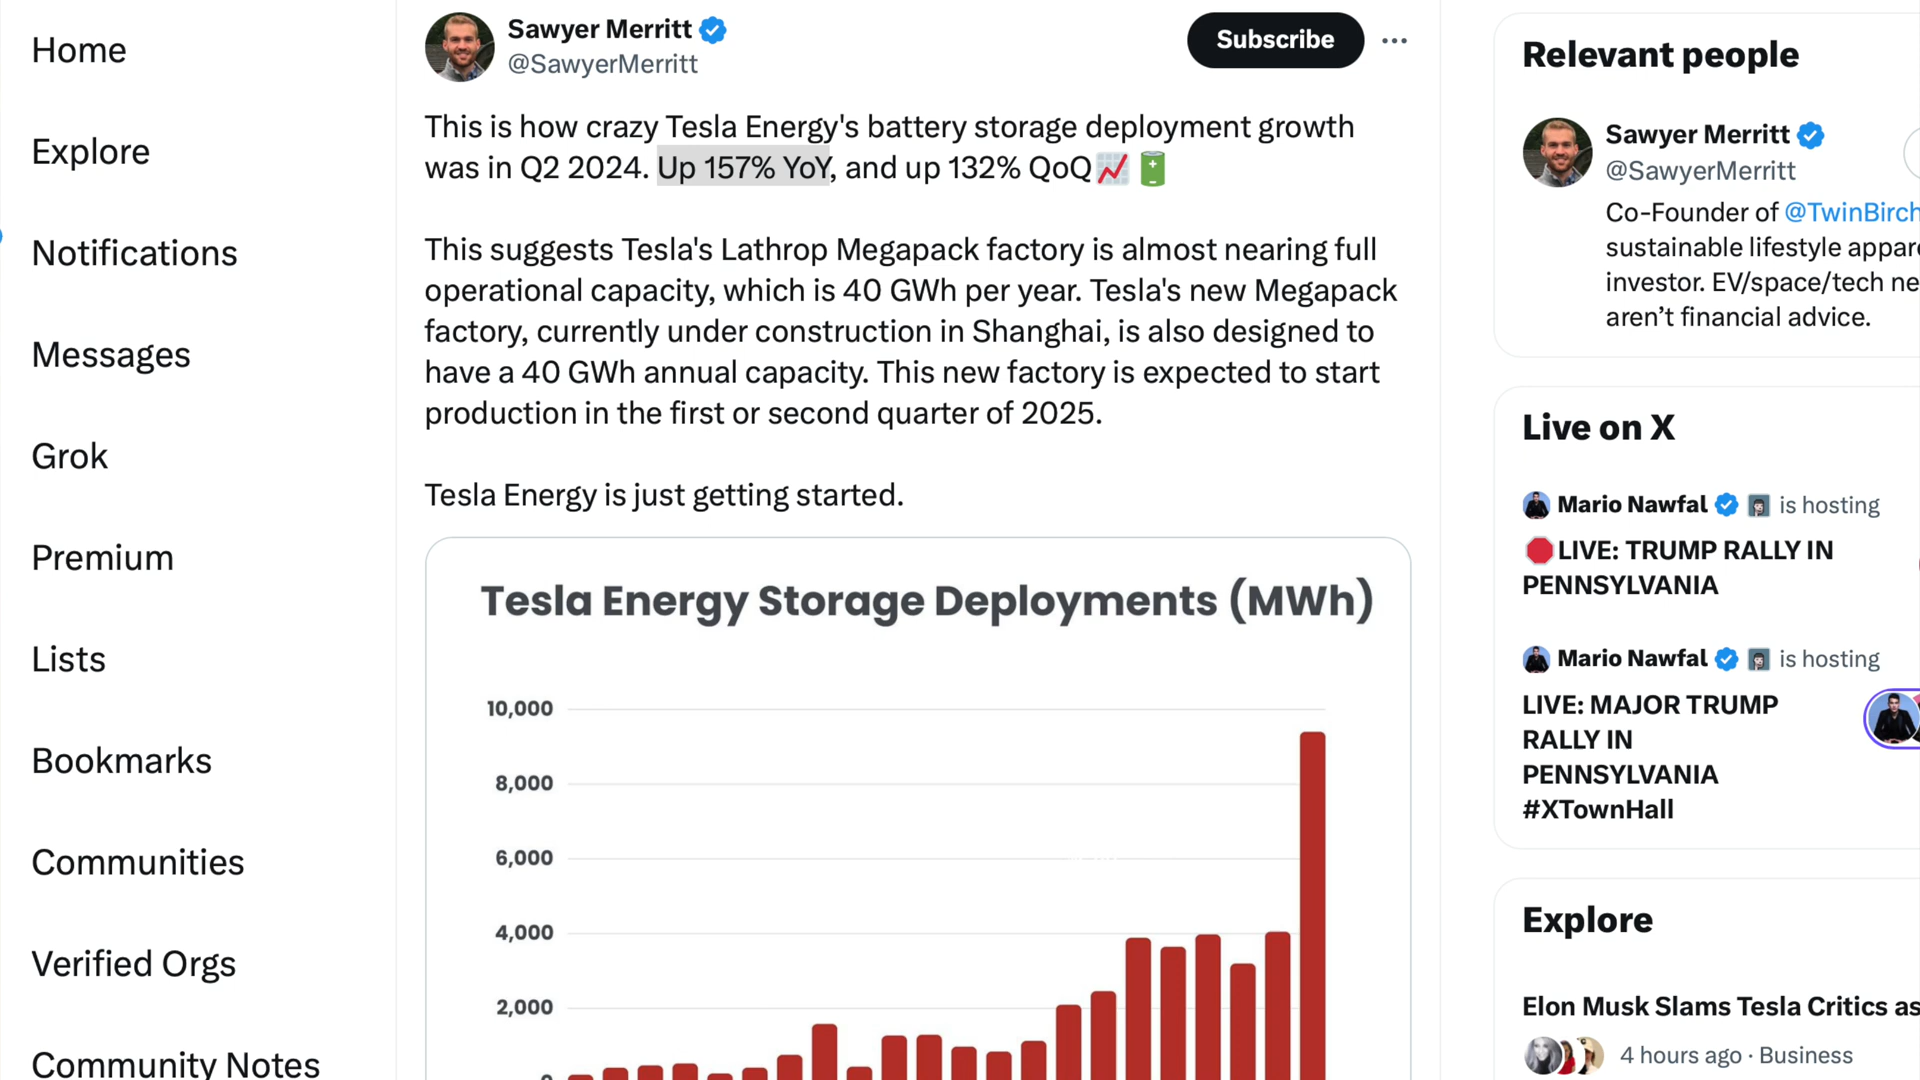 Home
Explore
Notifications
Messages
Grok
Premium
Lists
Bookmarks
Communities
Verified Orgs
Community Notes
Sawyer Merritt
@SawyerMerritt
Subscribe
This is how crazy Tesla Energy's battery storage deployment growth
was in Q2 2024. Up 157% YoY, and up 132% QoQ
This suggests Tesla's Lathrop Megapack factory is almost nearing full
operational capacity, which is 40 GWh per year. Tesla's new Megapack
factory, currently under construction in Shanghai, is also designed to
have a 40 GWh annual capacity. This new factory is expected to start
production in the first or second quarter of 2025.
Tesla Energy is just getting started.
Tesla Energy Storage Deployments (MWh)
10,000
8,000
6,000
4,000
2,000
0
Relevant people
Sawyer Merritt
@SawyerMerritt
Co-Founder of @TwinBirch
sustainable lifestyle appar
investor. EV/space/tech ne
aren't financial advice.
Live on X
Mario Nawfal is hosting
LIVE: TRUMP RALLY IN
PENNSYLVANIA
Mario Nawfal is hosting
LIVE: MAJOR TRUMP
RALLY IN
PENNSYLVANIA
#XTownHall
Explore
Elon Musk Slams Tesla Critics as
4 hours ago · Business